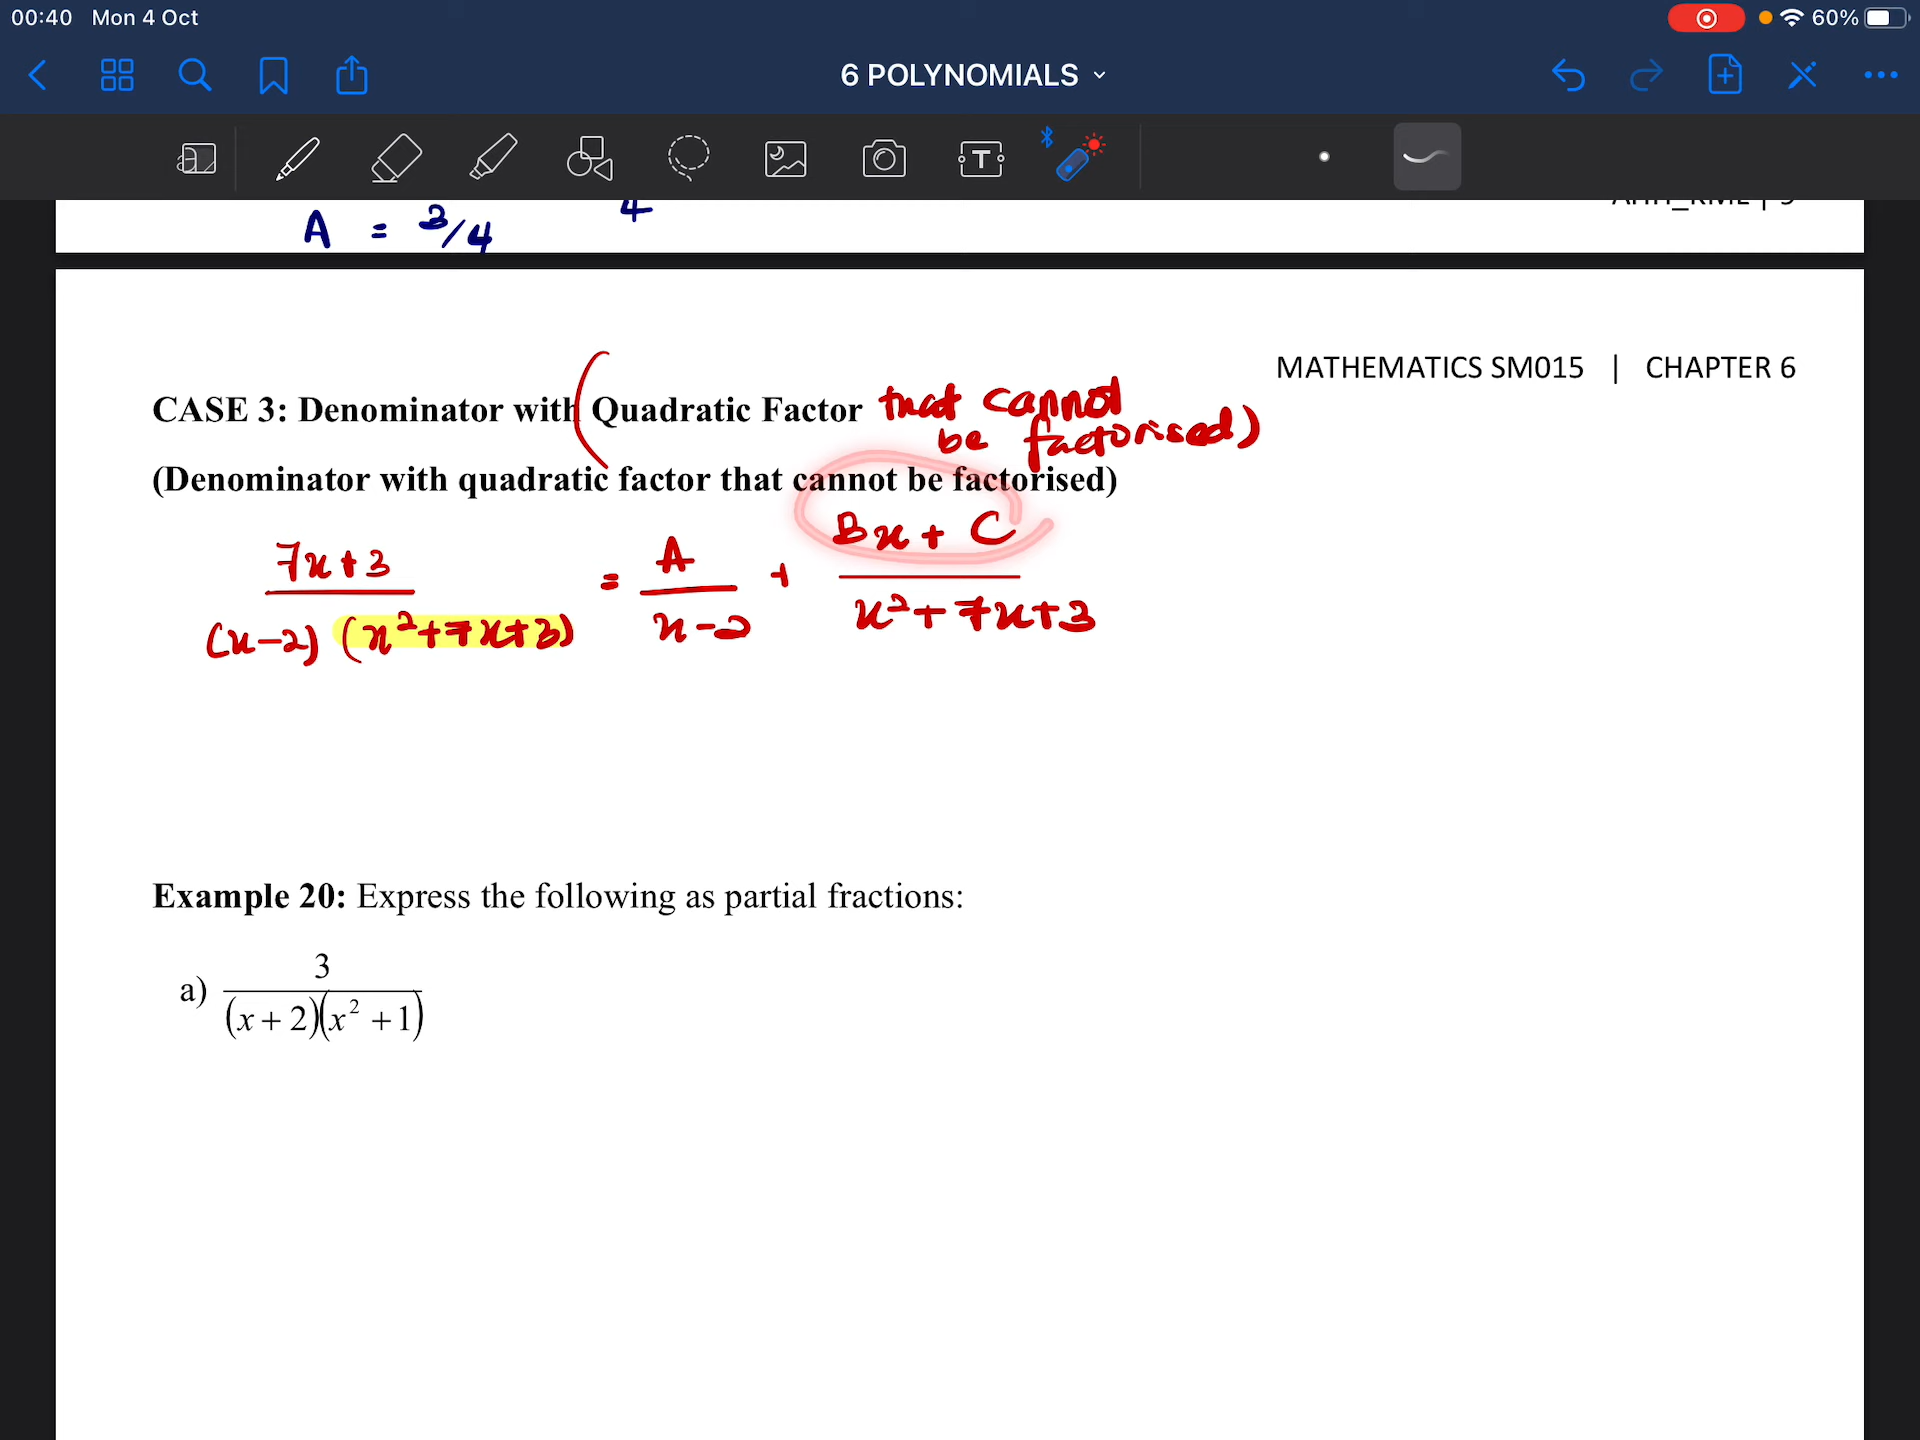 00:40 Mon 4 Oct
60%
6 POLYNOMIALS
T
4
A = 3/4
MATHEMATICS SM015 | CHAPTER 6
CASE 3: Denominator with (Quadratic Factor that cannot
be factorised)
(Denominator with quadratic factor that cannot be factorised)
7x+3 / (x-2)(x²+7x+3) = A / x-2 + Bx + C / x²+7x+3
Example 20: Express the following as partial fractions:
a) 3 / (x+2)(x²+1)